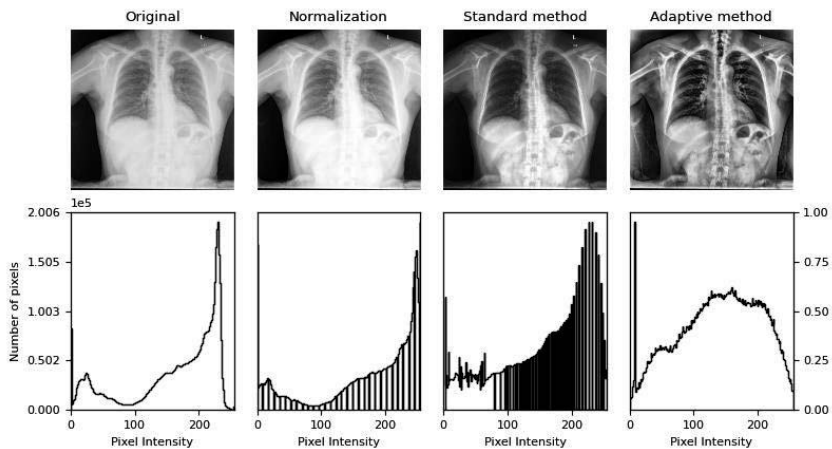 Original Normalization Standard method Adaptive method
L L L L
1e5
2.006 1.00
1.505 0.75
1.003 0.50
0.502 0.25
0.000 0.00
Number of pixels
0 100 200 0 100 200 0 100 200 0 100 200
Pixel Intensity Pixel Intensity Pixel Intensity Pixel Intensity